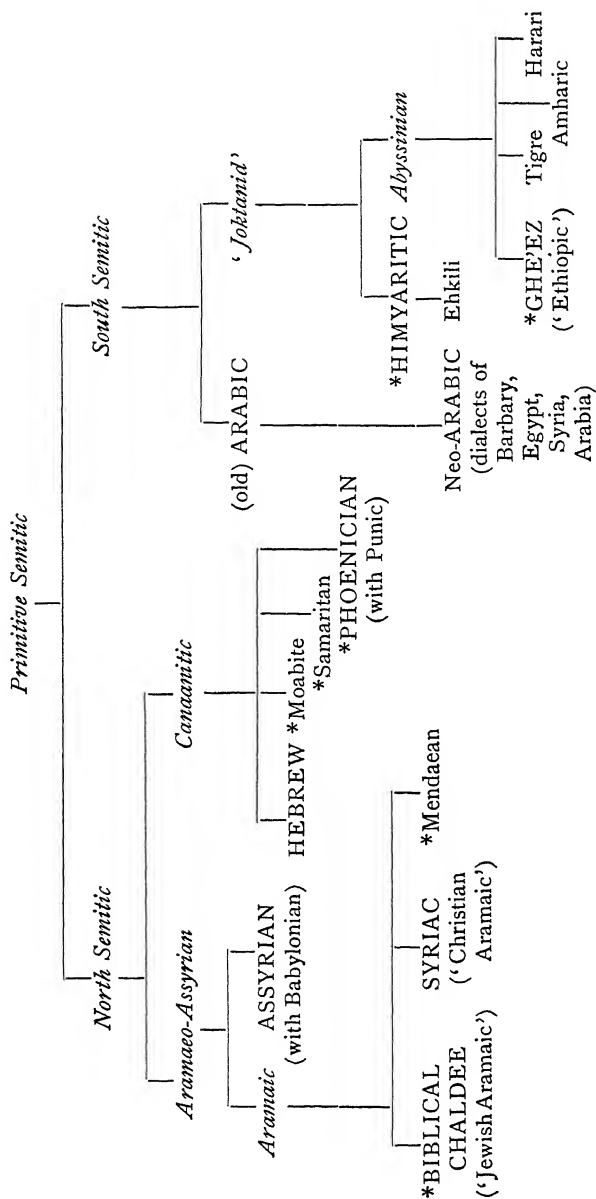 Primitive Semitic
North Semitic
South Semitic
Aramaeo-Assyrian
Canaanitic
(old) ARABIC
'Joktanid'
Aramaic
ASSYRIAN
(with Babylonian)
HEBREW
*Moabite
*Samaritan
*PHOENICIAN
(with Punic)
*HIMYARITIC
Abyssinian
Ehkili
*BIBLICAL
CHALDEE
('Jewish Aramaic')
SYRIAC
('Christian
Aramaic')
*Mendaean
Neo-ARABIC
(dialects of
Barbary,
Egypt,
Syria,
Arabia)
*GHE'EZ
('Ethiopic')
Tigre
Amharic
Harari